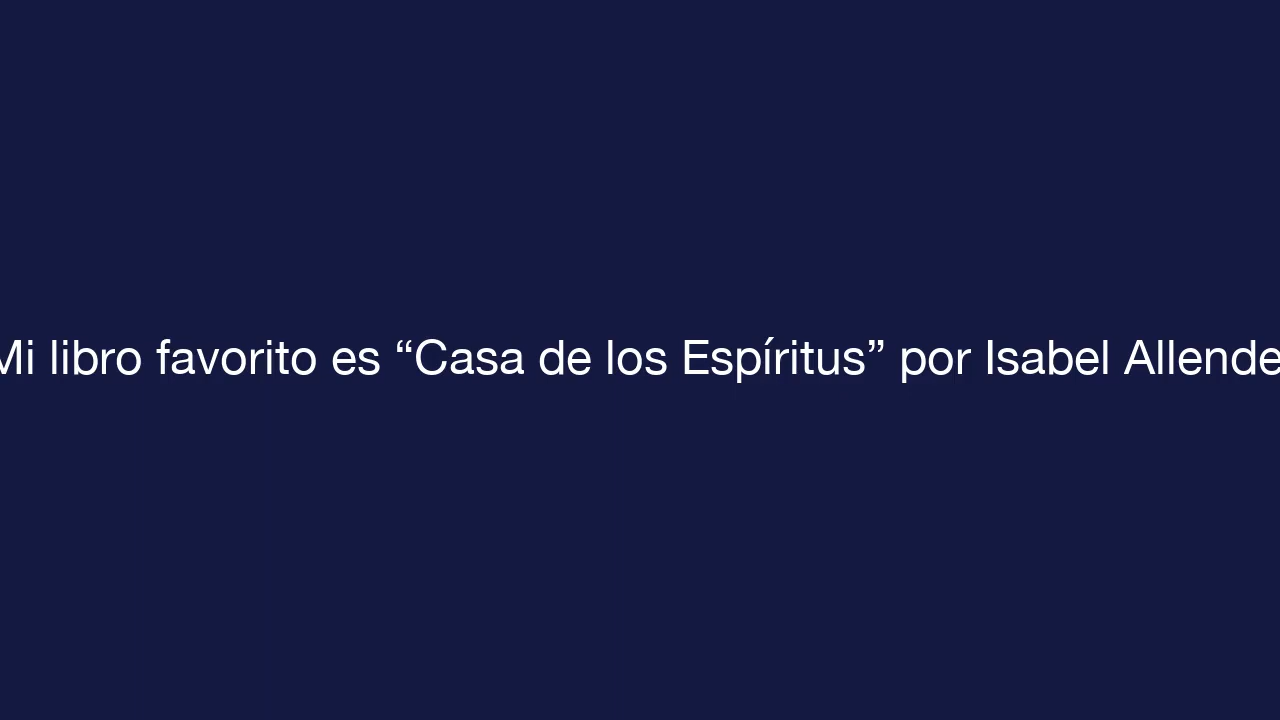 Mi libro favorito es “Casa de los Espíritus” por Isabel Allende